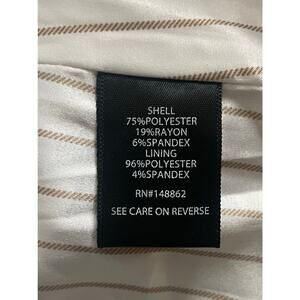 SHELL
75%POLYESTER
19%RAYON
6%SPANDEX
LINING
96%POLYESTER
4%SPANDEX
RN#148862
SEE CARE ON REVERSE